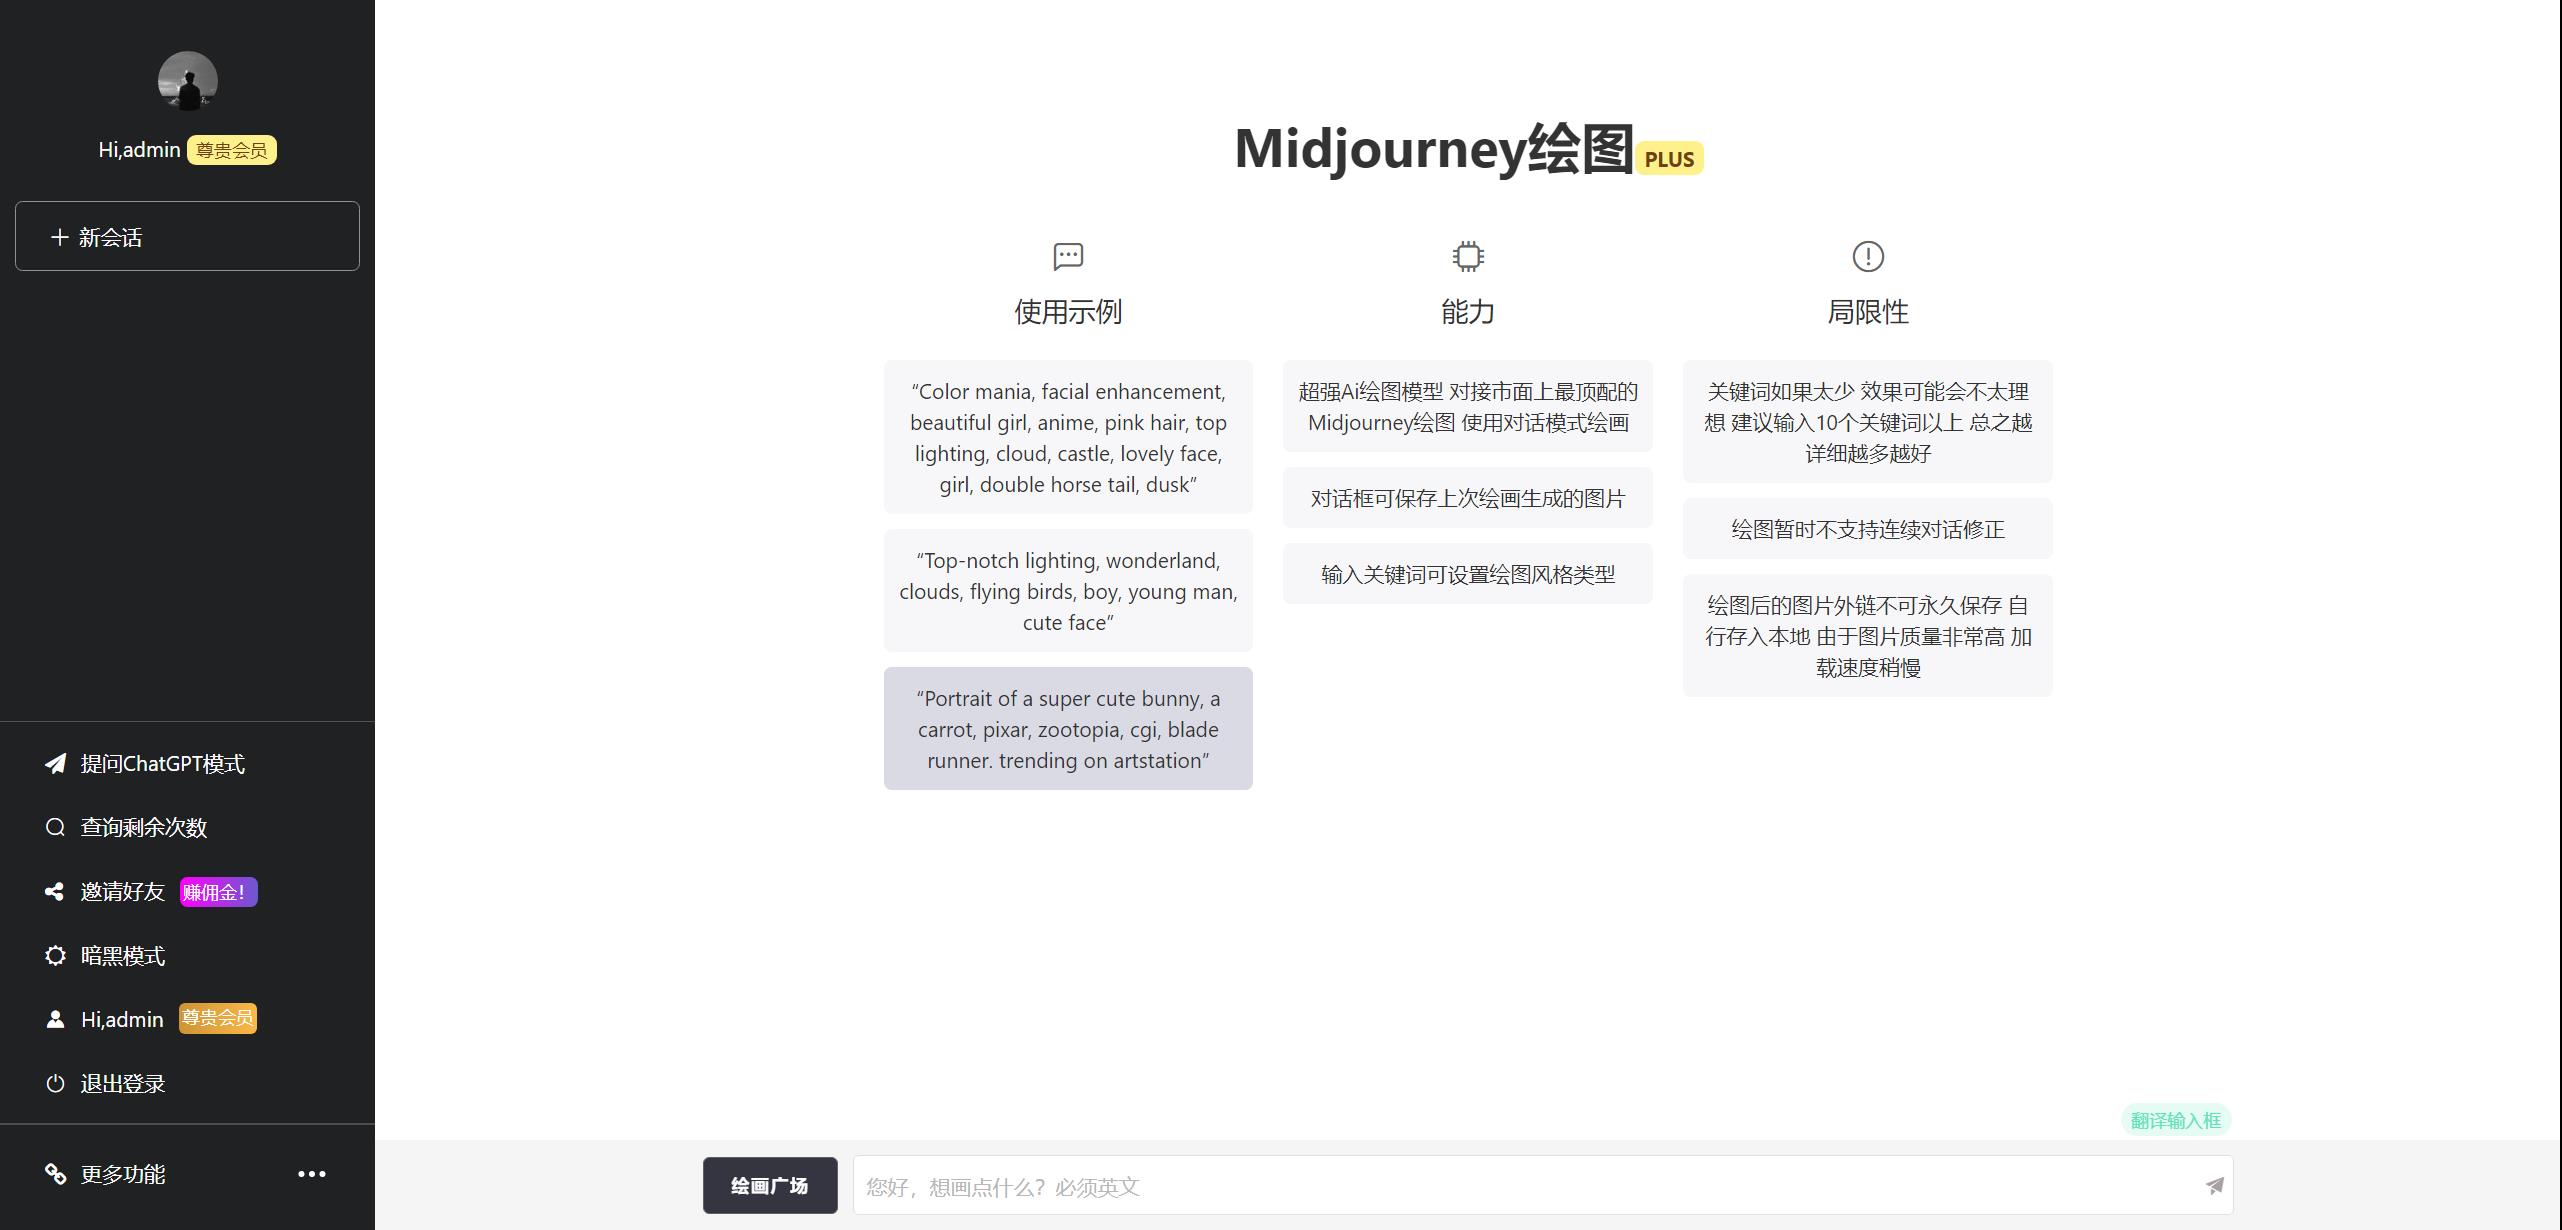 Hi,admin 尊贵会员
新会话
提问ChatGPT模式
查询剩余次数
邀请好友 赚佣金!
暗黑模式
Hi,admin 尊贵会员
退出登录
更多功能
Midjourney绘图 PLUS
使用示例
“Color mania, facial enhancement,
beautiful girl, anime, pink hair, top
lighting, cloud, castle, lovely face,
girl, double horse tail, dusk”
“Top-notch lighting, wonderland,
clouds, flying birds, boy, young man,
cute face”
“Portrait of a super cute bunny, a
carrot, pixar, zootopia, cgi, blade
runner. trending on artstation”
能力
超强Ai绘图模型 对接市面上最顶配的
Midjourney绘图 使用对话模式绘画
对话框可保存上次绘画生成的图片
输入关键词可设置绘图风格类型
局限性
关键词如果太少 效果可能会不太理
想 建议输入10个关键词以上 总之越
详细越多越好
绘图暂时不支持连续对话修正
绘图后的图片外链不可永久保存 自
行存入本地 由于图片质量非常高 加
载速度稍慢
翻译输入框
绘画广场
您好，想画点什么？必须英文